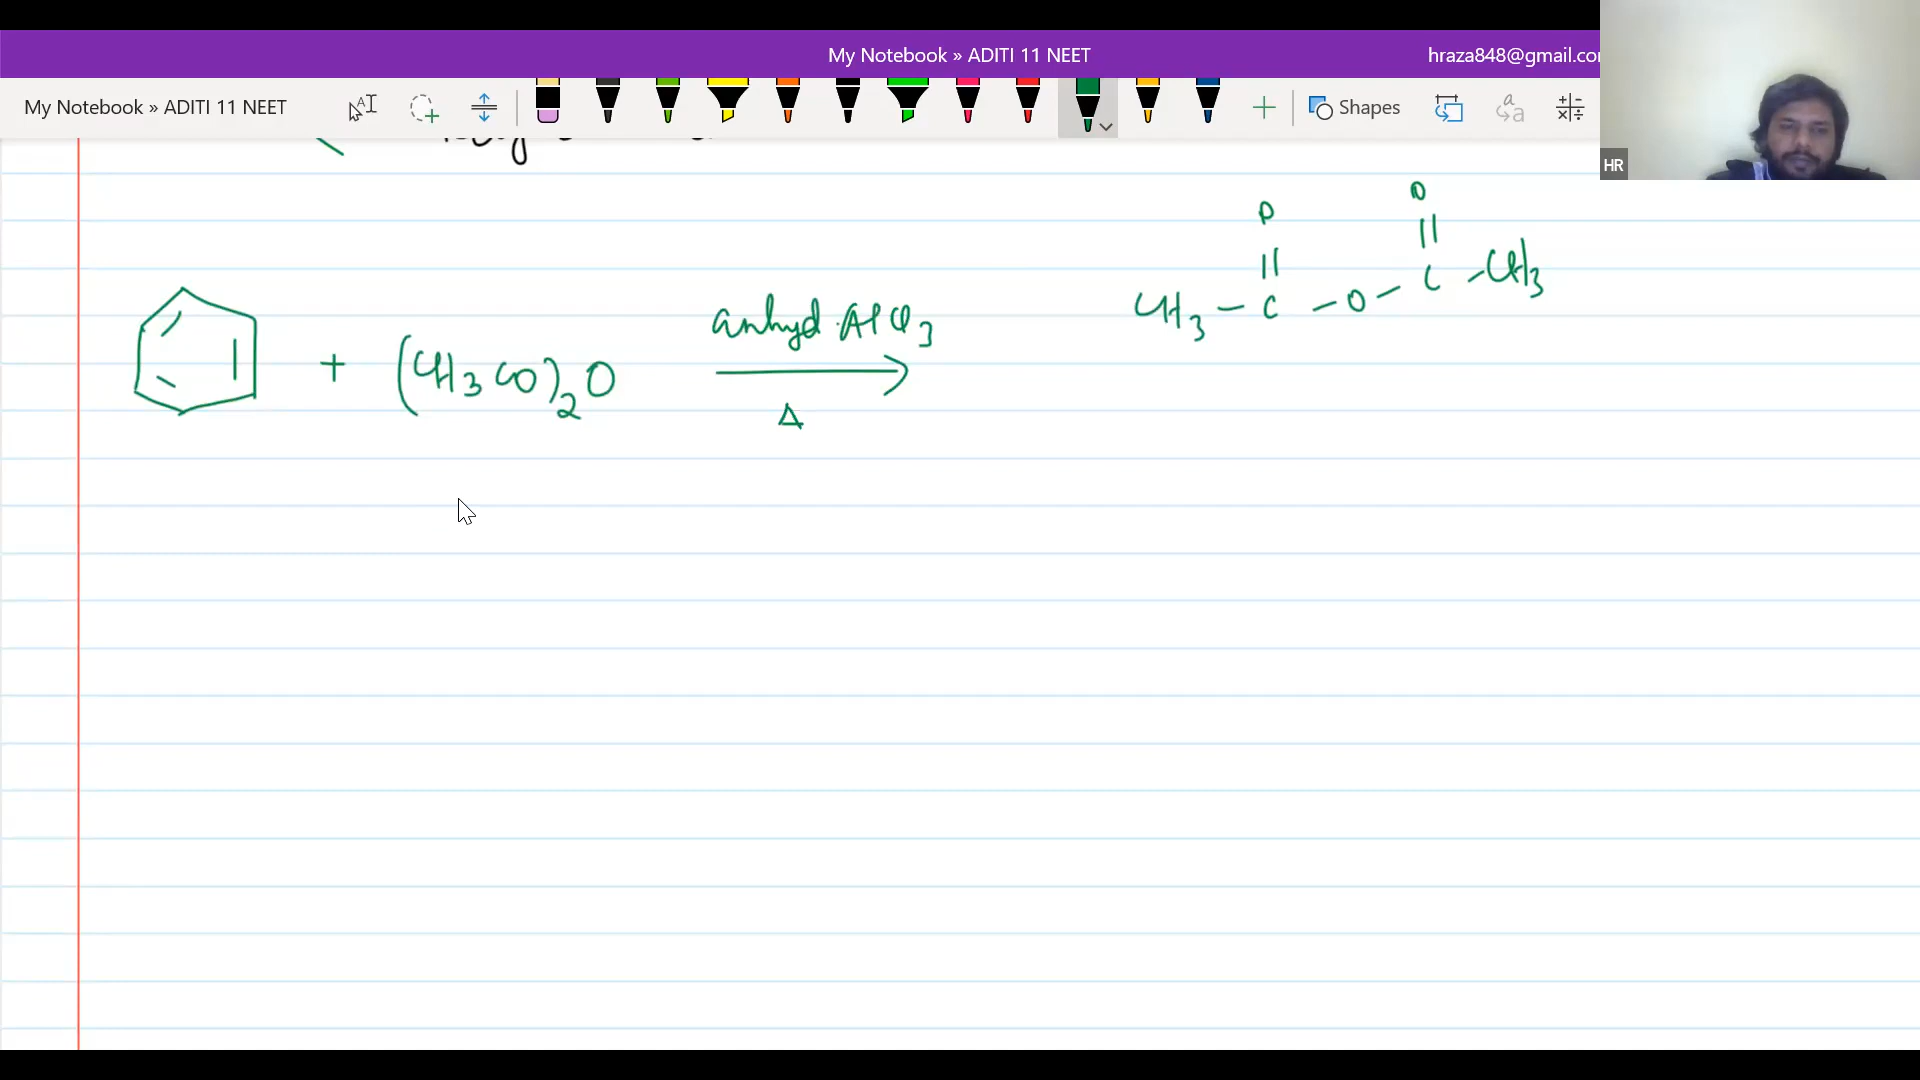 My Notebook » ADITI 11 NEET
hraza848@gmail.co
My Notebook » ADITI 11 NEET
Shapes
HR
O O
|| ||
CH3 - C - O - C - CH3
+ (CH3CO)2O anhyd. AlCl3
Δ